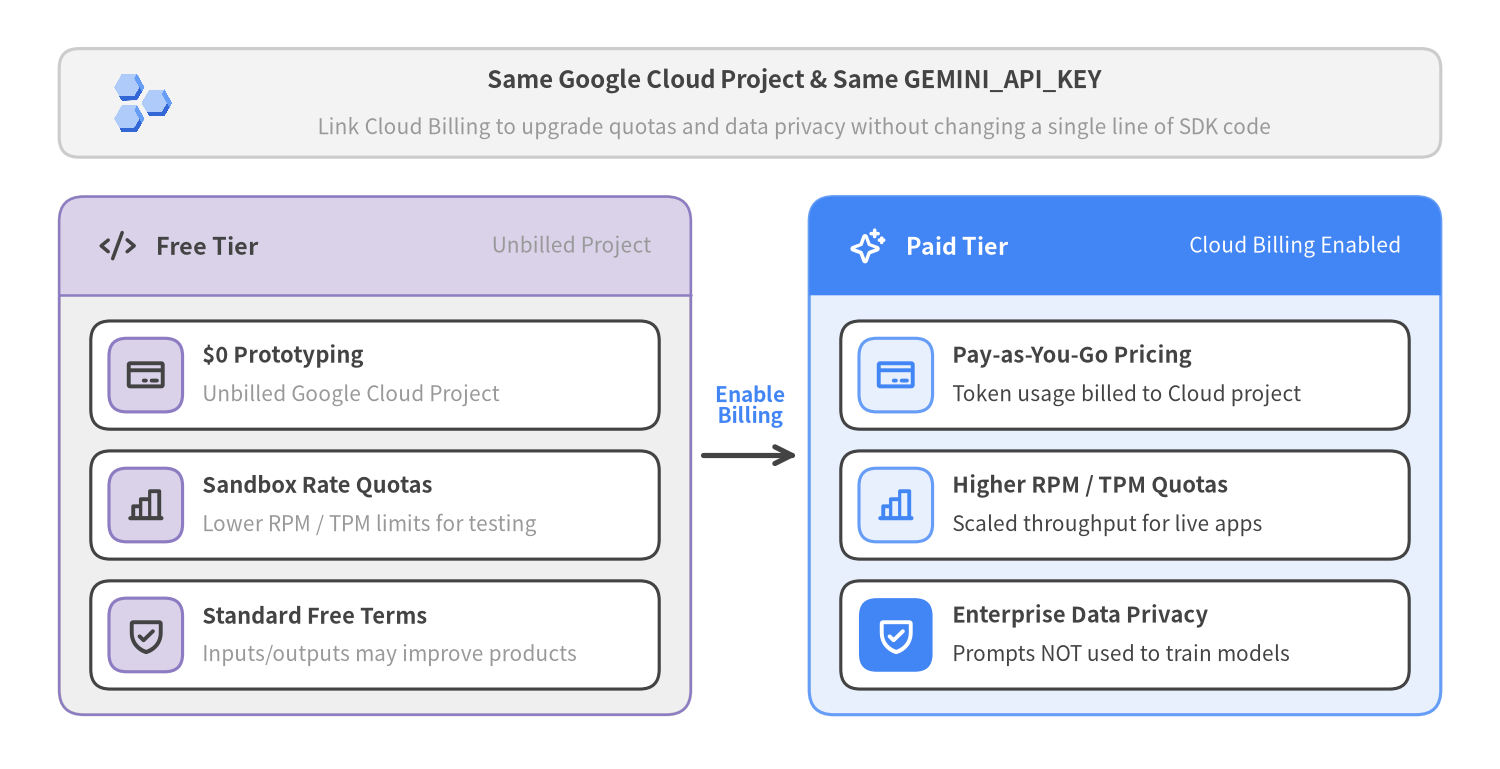 Same Google Cloud Project & Same GEMINI_API_KEY
Link Cloud Billing to upgrade quotas and data privacy without changing a single line of SDK code
Free Tier
Unbilled Project
$0 Prototyping
Unbilled Google Cloud Project
Sandbox Rate Quotas
Lower RPM / TPM limits for testing
Standard Free Terms
Inputs/outputs may improve products
Enable
Billing
Paid Tier
Cloud Billing Enabled
Pay-as-You-Go Pricing
Token usage billed to Cloud project
Higher RPM / TPM Quotas
Scaled throughput for live apps
Enterprise Data Privacy
Prompts NOT used to train models